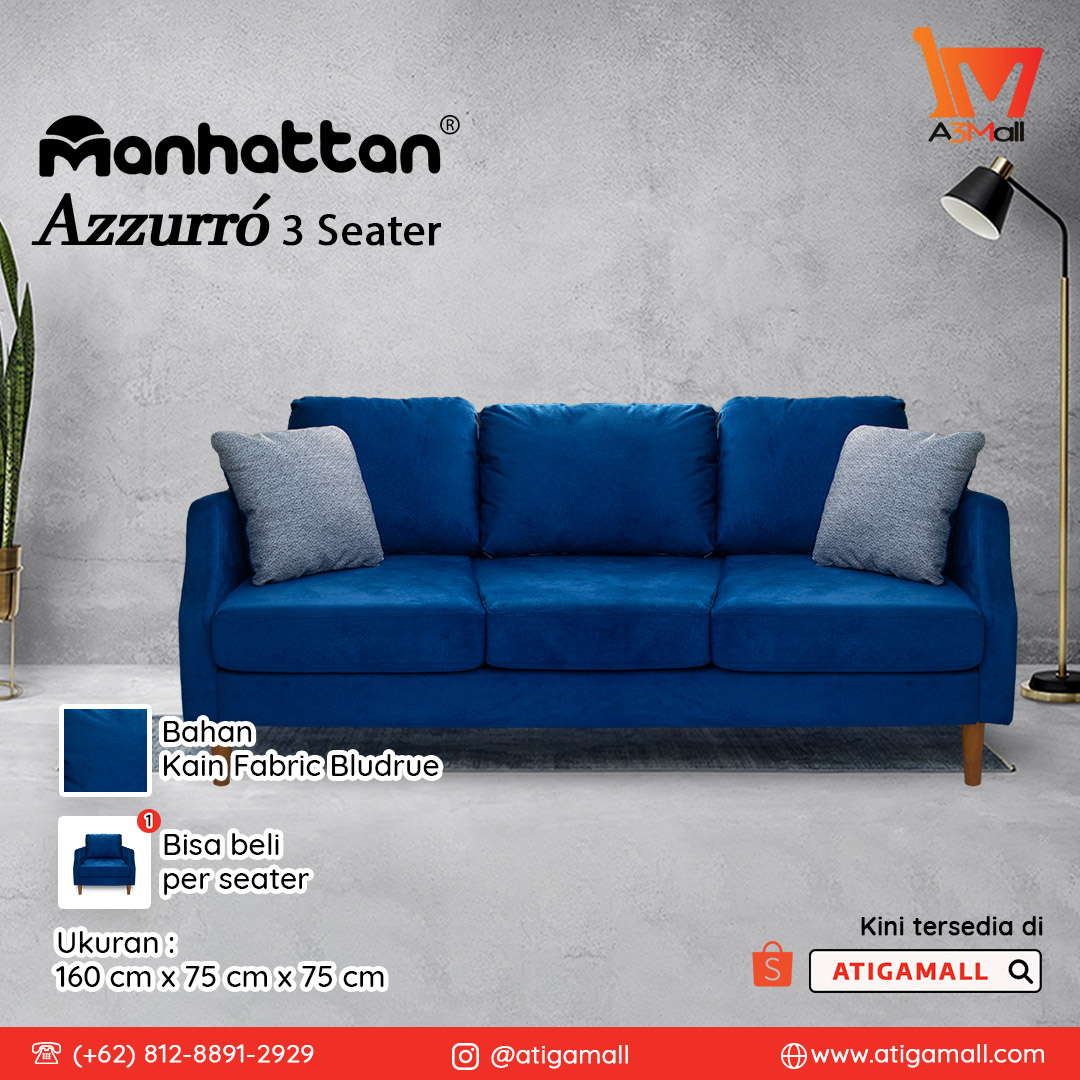 Manhattan®
Azzurró 3 Seater
A3Mall
Bahan
Kain Fabric Bludrue
1
Bisa beli
per seater
Ukuran :
160 cm x 75 cm x 75 cm
Kini tersedia di
S
ATIGAMALL
(+62) 812-8891-2929
@atigamall
www.atigamall.com